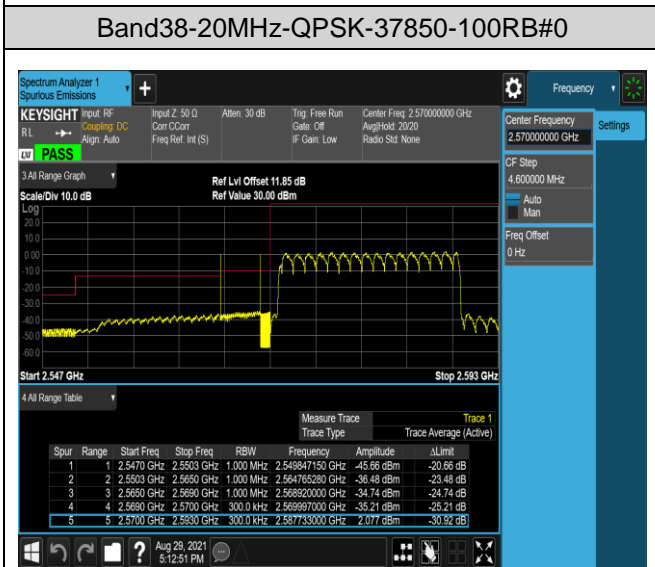 Band38-20MHz-QPSK-37850-100RB#0
Spectrum Analyzer 1
Spurious Emissions
Frequency
KEYSIGHT
RL
PASS
Input: RF
Coupling: DC
Align: Auto
Input Z: 50 Ω
Corr CCorr
Freq Ref: Int (S)
Atten: 30 dB
Trig: Free Run
Gate: Off
IF Gain: Low
Center Freq: 2.570000000 GHz
Avg|Hold: 20/20
Radio Std: None
Center Frequency
2.570000000 GHz
Settings
CF Step
4.600000 MHz
Auto
Man
Freq Offset
0 Hz
3 All Range Graph
Scale/Div 10.0 dB
Ref Lvl Offset 11.85 dB
Ref Value 30.00 dBm
Log
20.0
10.0
0.00
-10.0
-20.0
-30.0
-40.0
-50.0
-60.0
Start 2.547 GHz
Stop 2.593 GHz
4 All Range Table
Measure Trace Trace 1
Trace Type Trace Average (Active)
Spur Range Start Freq Stop Freq RBW Frequency Amplitude ΔLimit
1 1 2.5470 GHz 2.5503 GHz 1.000 MHz 2.549847150 GHz -45.66 dBm -20.66 dB
2 2 2.5503 GHz 2.5650 GHz 1.000 MHz 2.564765280 GHz -36.48 dBm -23.48 dB
3 3 2.5650 GHz 2.5690 GHz 1.000 MHz 2.568920000 GHz -34.74 dBm -24.74 dB
4 4 2.5690 GHz 2.5700 GHz 300.0 kHz 2.569997000 GHz -35.21 dBm -25.21 dB
5 5 2.5700 GHz 2.5930 GHz 300.0 kHz 2.587733000 GHz 2.077 dBm -30.92 dB
Aug 29, 2021
5:12:51 PM